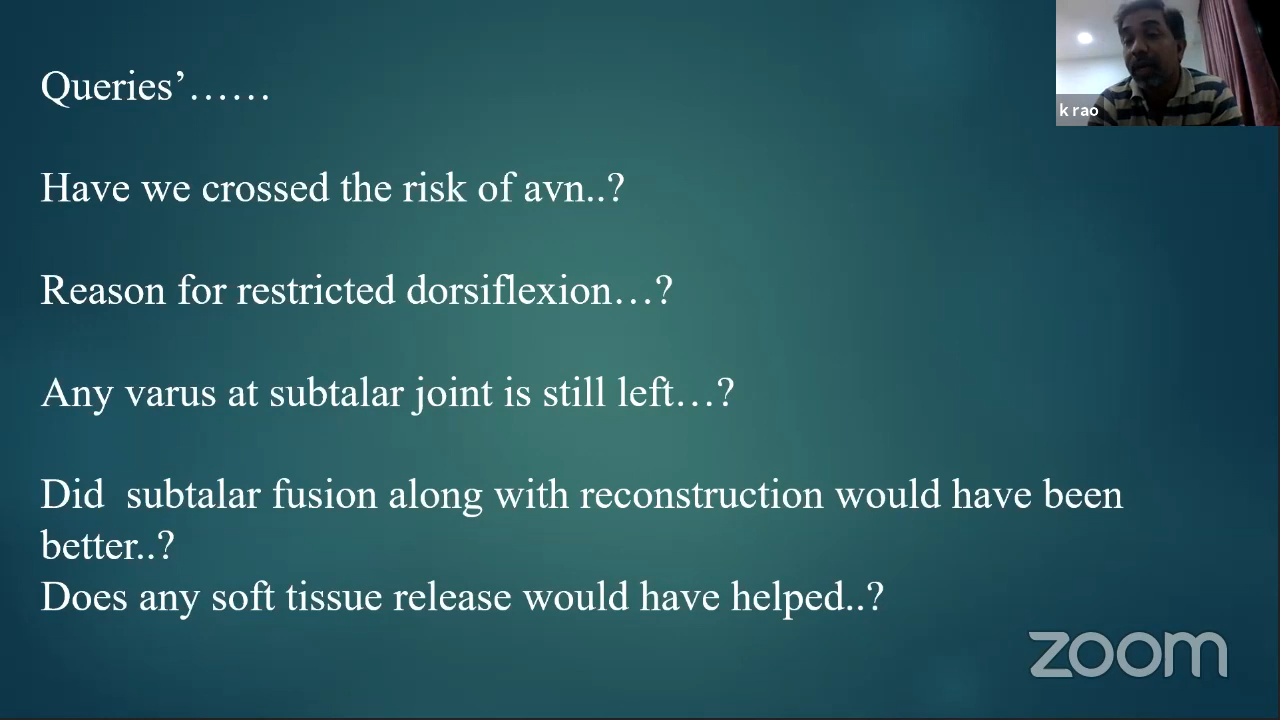 Queries’……
k rao
Have we crossed the risk of avn..?
Reason for restricted dorsiflexion…?
Any varus at subtalar joint is still left…?
Did  subtalar fusion along with reconstruction would have been
better..?
Does any soft tissue release would have helped..?
zoom